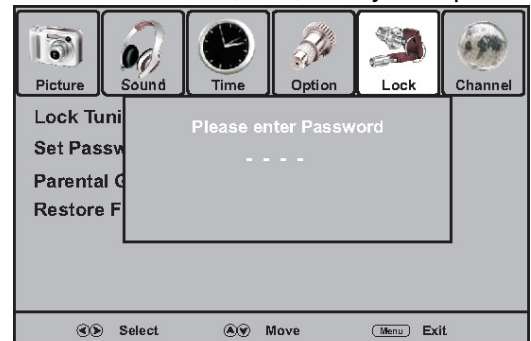 Picture Sound Time Option Lock Channel
Lock Tuni
Set Passw
Parental G
Restore F
Please enter Password
- - - -
Select Move Menu Exit